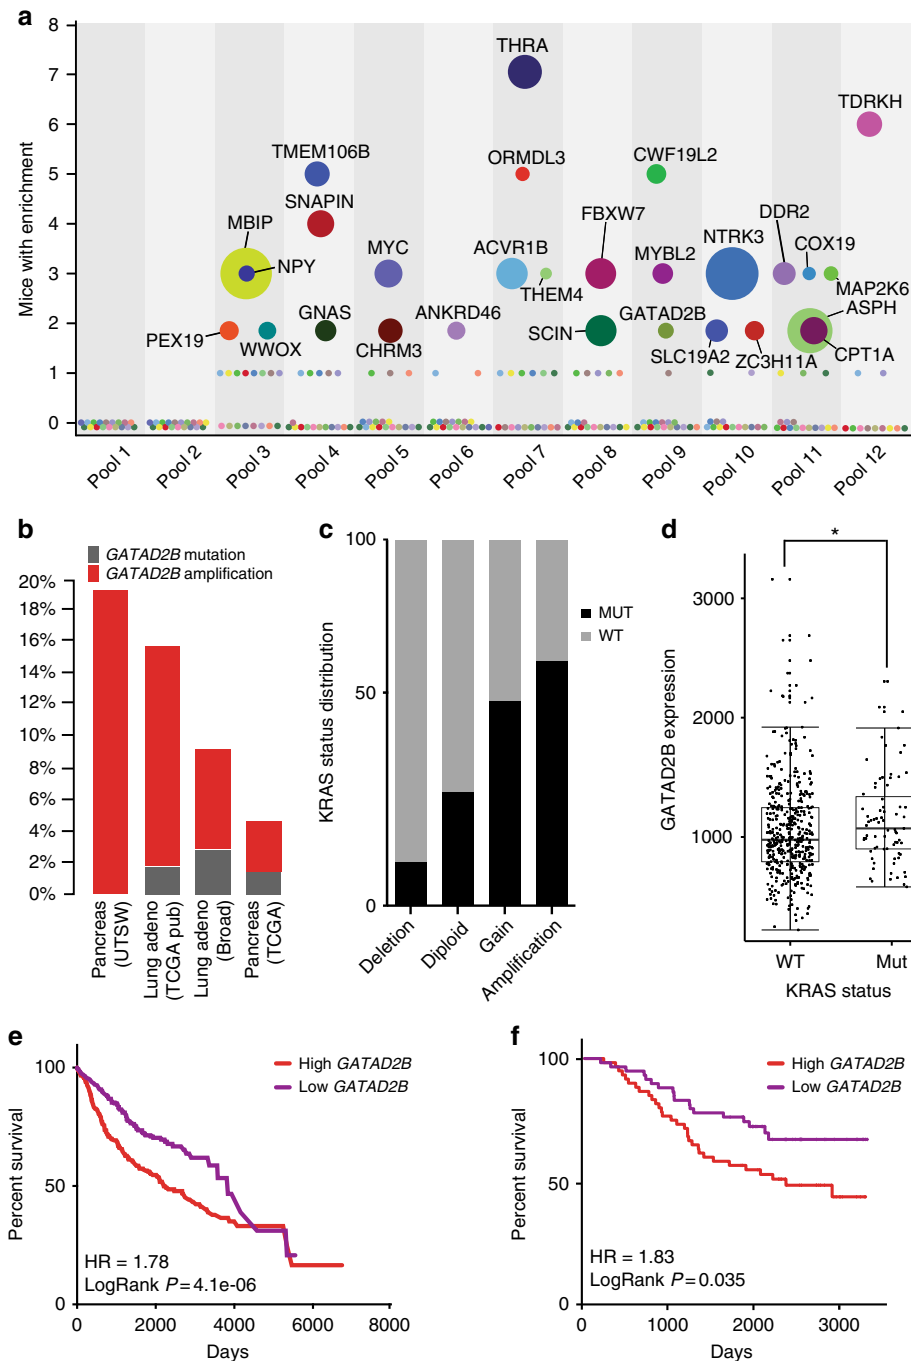 a
Mice with enrichment
8
7
6
5
4
3
2
1
0
THRA
TDRKH
TMEM106B
ORMDL3
CWF19L2
SNAPIN
FBXW7
DDR2
MBIP
NPY
MYC
ACVR1B
THEM4
MYBL2
NTRK3
COX19
MAP2K6
PEX19
WWOX
GNAS
CHRM3
ANKRD46
SCIN
GATAD2B
SLC19A2
ZC3H11A
ASPH
CPT1A
Pool 1
Pool 2
Pool 3
Pool 4
Pool 5
Pool 6
Pool 7
Pool 8
Pool 9
Pool 10
Pool 11
Pool 12
b
GATAD2B mutation
GATAD2B amplification
20%
18%
16%
14%
12%
10%
8%
6%
4%
2%
0%
Pancreas
(UTSW)
Lung adeno
(TCGA pub)
Lung adeno
(Broad)
Pancreas
(TCGA)
c
KRAS status distribution
100
50
0
MUT
WT
Deletion
Diploid
Gain
Amplification
d
*
GATAD2B expression
3000
2000
1000
WT
Mut
KRAS status
e
Percent survival
100
50
0
High GATAD2B
Low GATAD2B
HR = 1.78
LogRank P = 4.1e-06
0
2000
4000
6000
8000
Days
f
Percent survival
100
50
0
High GATAD2B
Low GATAD2B
HR = 1.83
LogRank P = 0.035
0
1000
2000
3000
Days